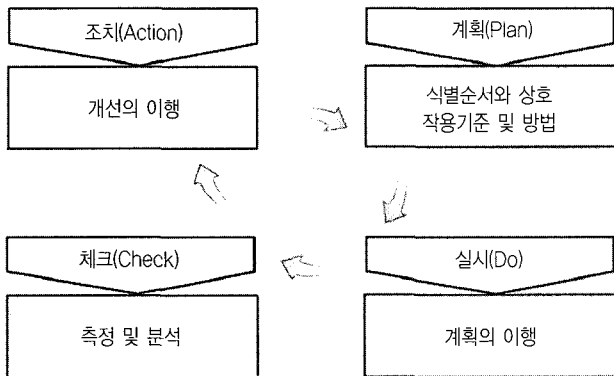 조치(Action)
개선의 이행
계획(Plan)
식별순서와 상호
작용기준 및 방법
체크(Check)
측정 및 분석
실시(Do)
계획의 이행